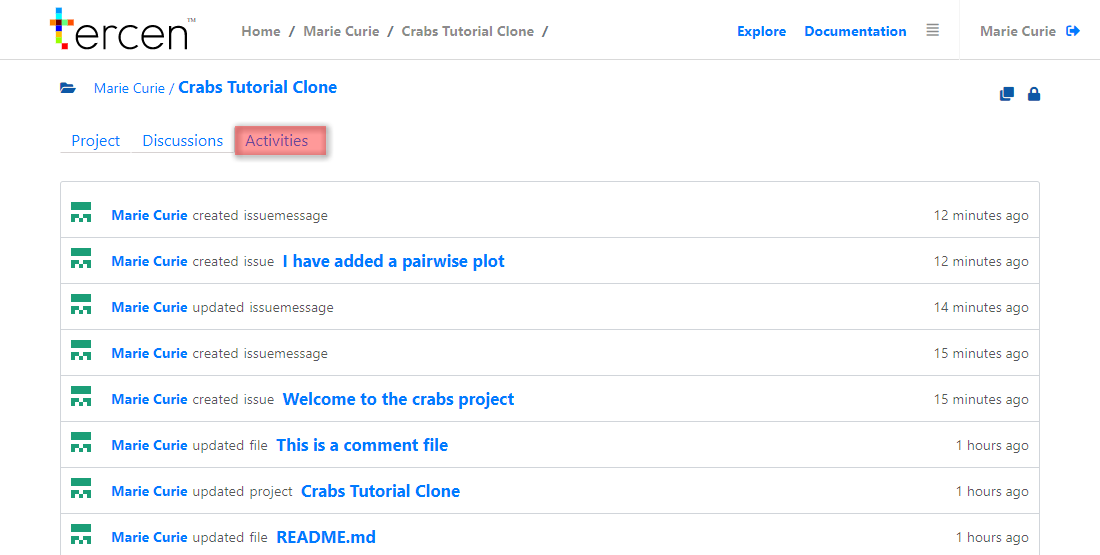 tercen™ Home / Marie Curie / Crabs Tutorial Clone / Explore Documentation Marie Curie
Marie Curie / Crabs Tutorial Clone
Project Discussions Activities
Marie Curie created issuemessage 12 minutes ago
Marie Curie created issue I have added a pairwise plot 12 minutes ago
Marie Curie updated issuemessage 14 minutes ago
Marie Curie created issuemessage 15 minutes ago
Marie Curie created issue Welcome to the crabs project 15 minutes ago
Marie Curie updated file This is a comment file 1 hours ago
Marie Curie updated project Crabs Tutorial Clone 1 hours ago
Marie Curie updated file README.md 1 hours ago